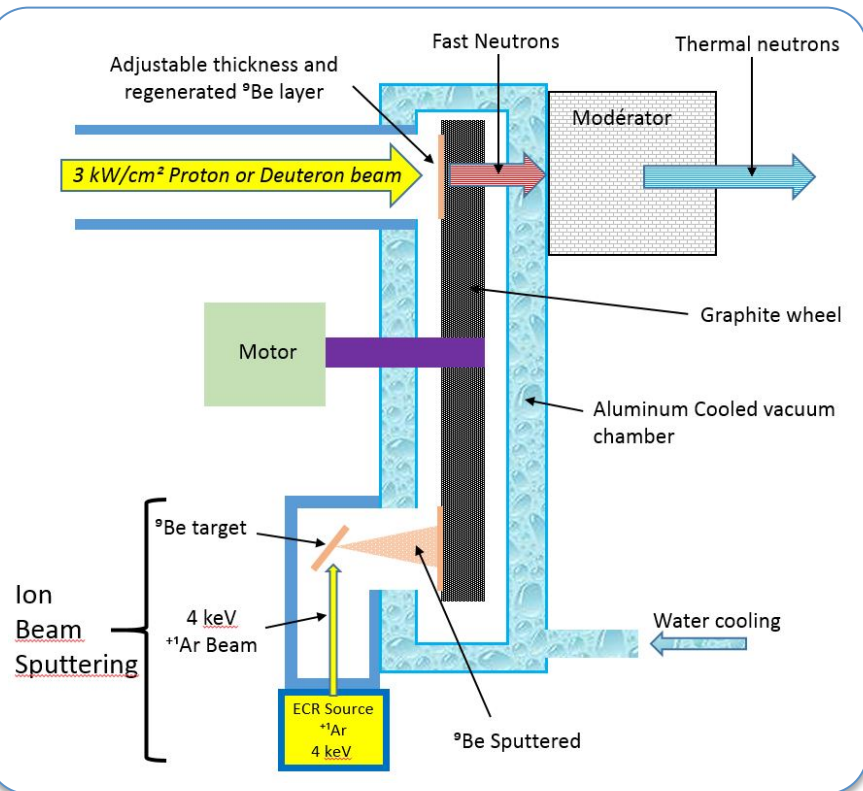 Fast Neutrons
Thermal neutrons
Adjustable thickness and
regenerated ⁹Be layer
Modérator
3 kW/cm² Proton or Deuteron beam
Graphite wheel
Motor
Aluminum Cooled vacuum
chamber
⁹Be target
Ion
Beam
Sputtering
4 keV
⁺¹Ar Beam
Water cooling
ECR Source
⁺¹Ar
4 keV
⁹Be Sputtered